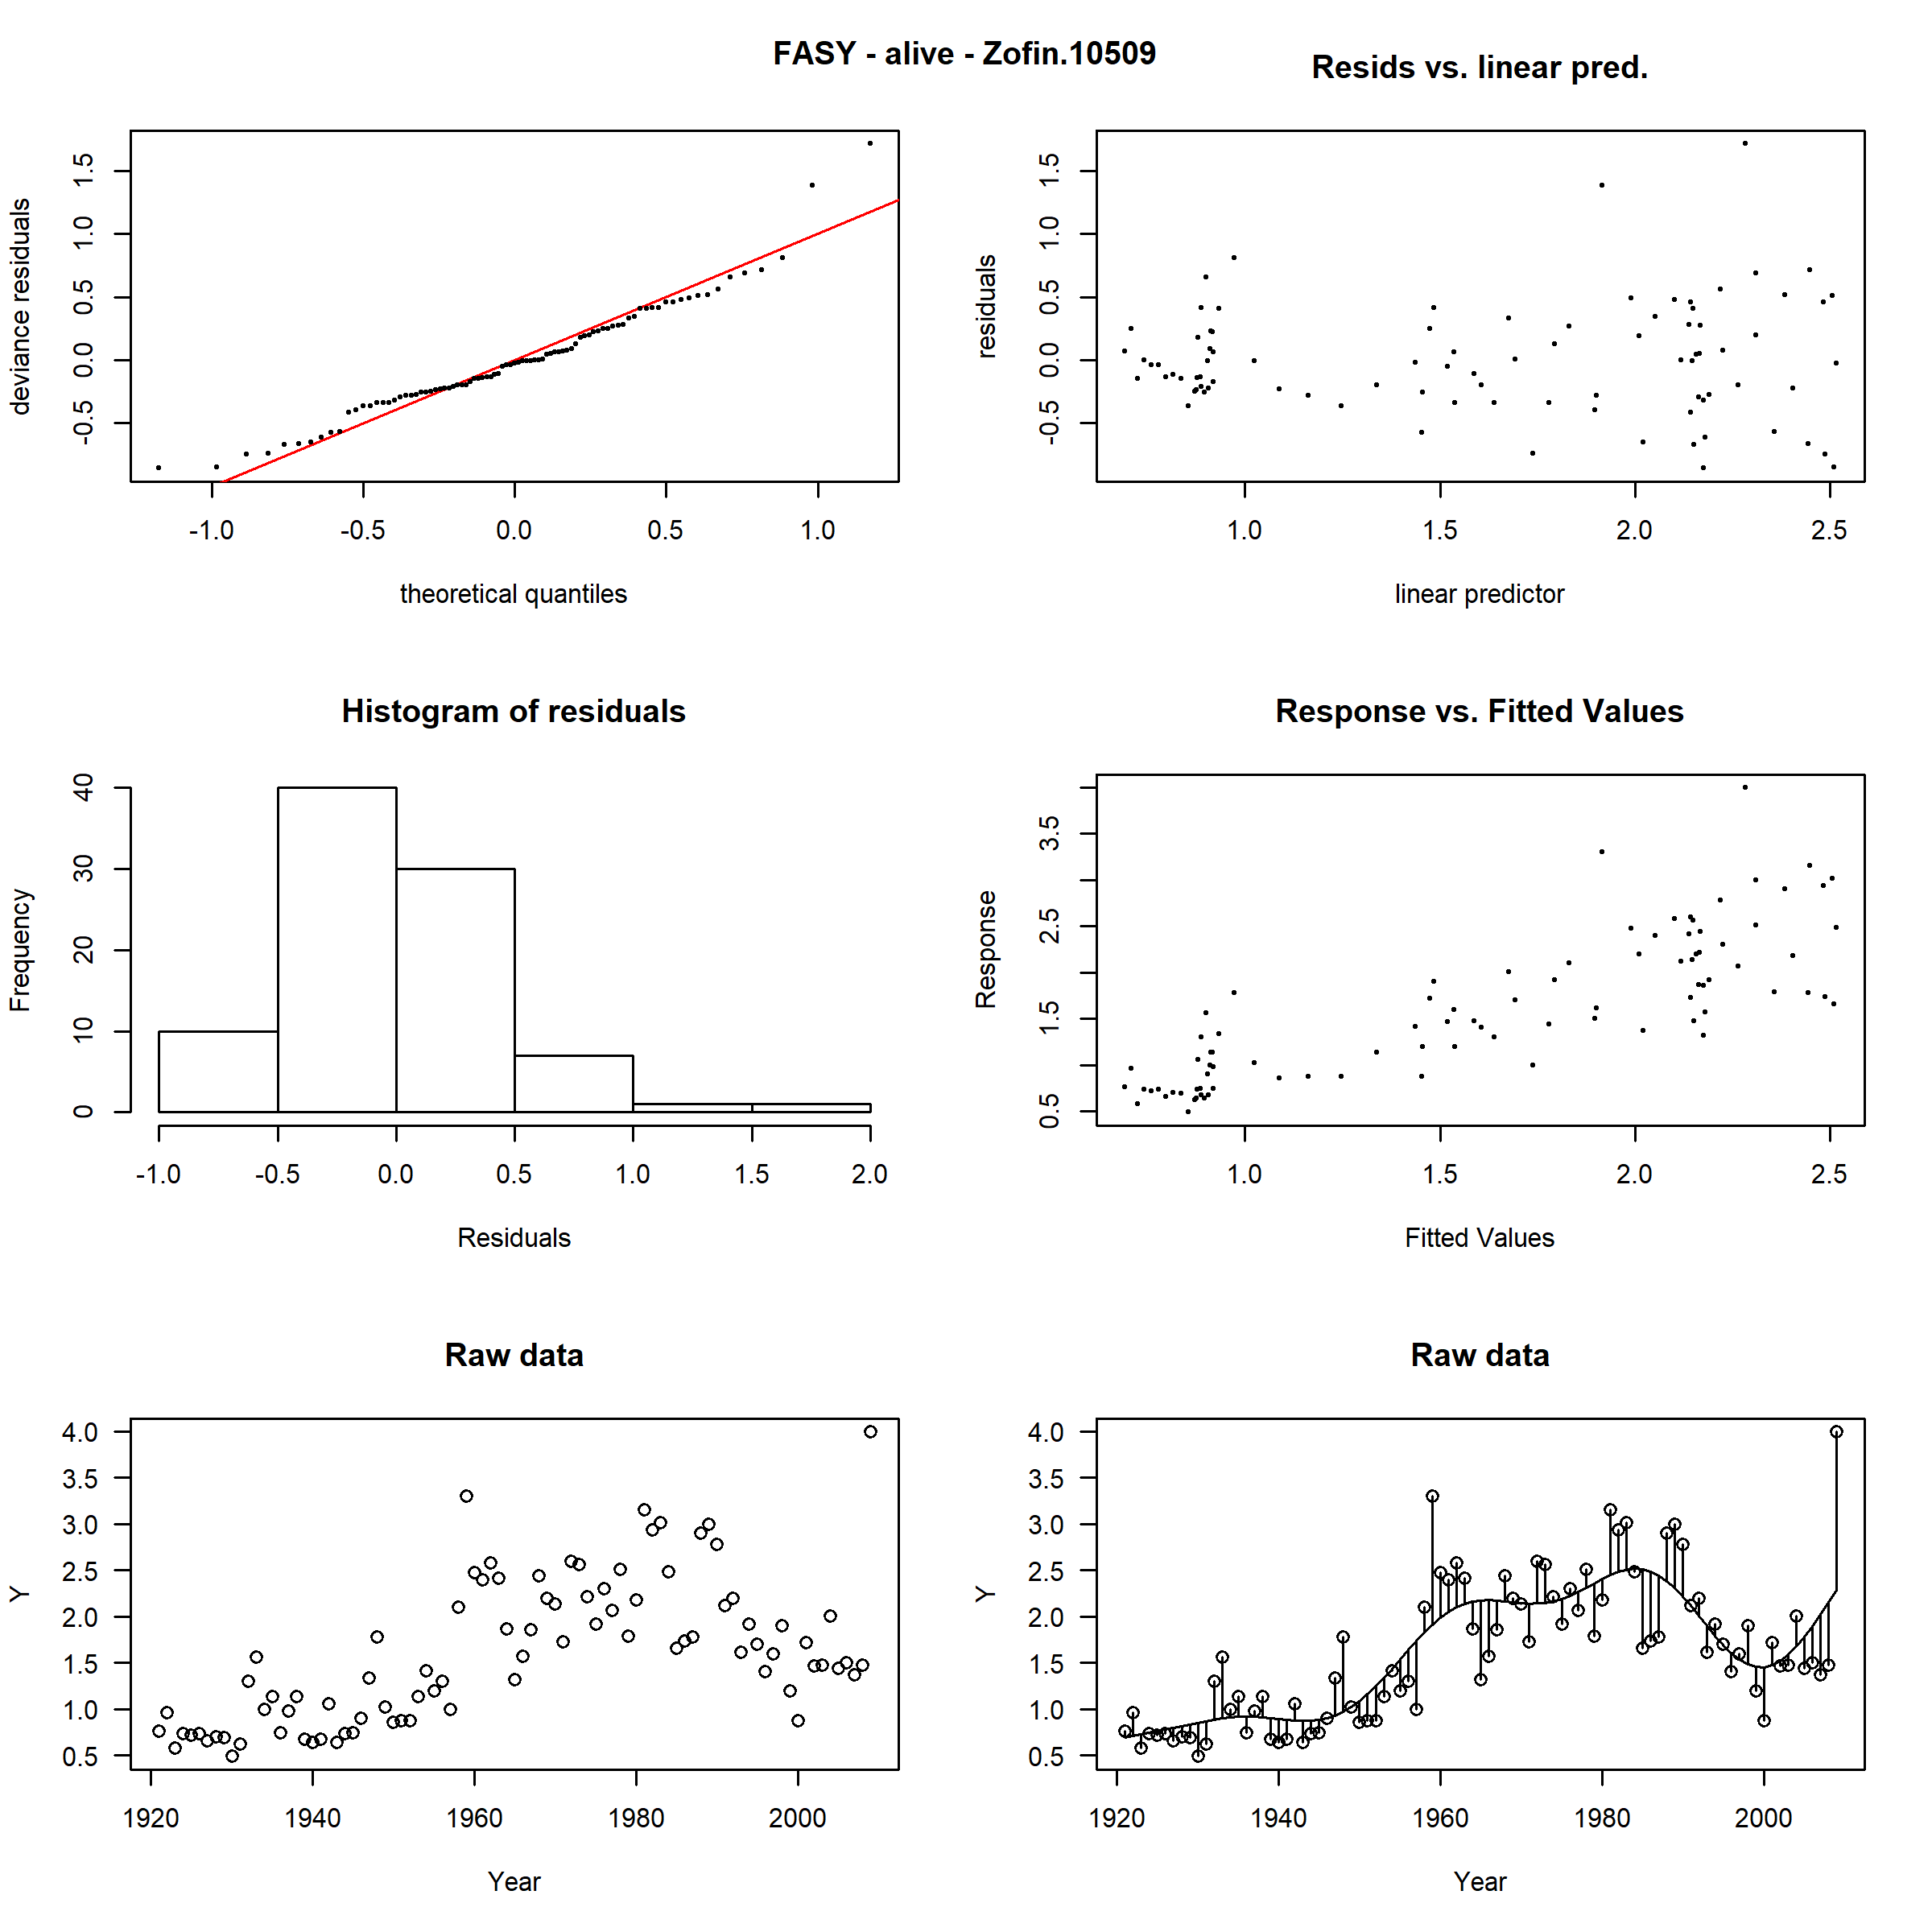 FASY - alive - Zofin.10509
Resids vs. linear pred.
deviance residuals
-0.5 0.0 0.5 1.0 1.5
-1.0 -0.5 0.0 0.5 1.0
theoretical quantiles
residuals
-0.5 0.0 0.5 1.0 1.5
1.0 1.5 2.0 2.5
linear predictor
Histogram of residuals
Frequency
0 10 20 30 40
-1.0 -0.5 0.0 0.5 1.0 1.5 2.0
Residuals
Response vs. Fitted Values
Response
0.5 1.5 2.5 3.5
1.0 1.5 2.0 2.5
Fitted Values
Raw data
Y
4.0
3.5
3.0
2.5
2.0
1.5
1.0
0.5
1920 1940 1960 1980 2000
Year
Raw data
Y
4.0
3.5
3.0
2.5
2.0
1.5
1.0
0.5
1920 1940 1960 1980 2000
Year